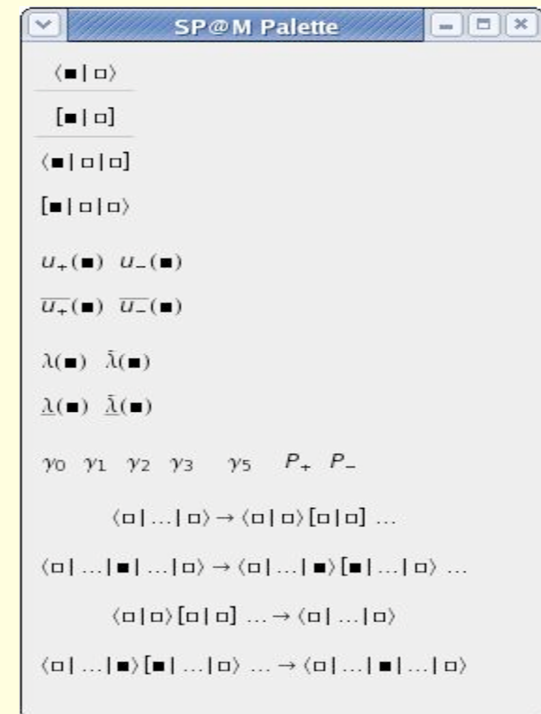 SP@M Palette
⟨■|□⟩
[■|□]
⟨■|□|□]
[■|□|□⟩
u₊(■) u₋(■)
u̅₊̅(■) u̅₋̅(■)
λ(■) λ̃(■)
λ̲(■) λ̲̃(■)
γ₀ γ₁ γ₂ γ₃ γ₅ P₊ P₋
⟨□|…|□⟩→⟨□|□⟩[□|□] …
⟨□|…|■|…|□⟩→⟨□|…|■⟩[■|…|□⟩ …
⟨□|□⟩[□|□] …→⟨□|…|□⟩
⟨□|…|■⟩[■|…|□⟩ …→⟨□|…|■|…|□⟩